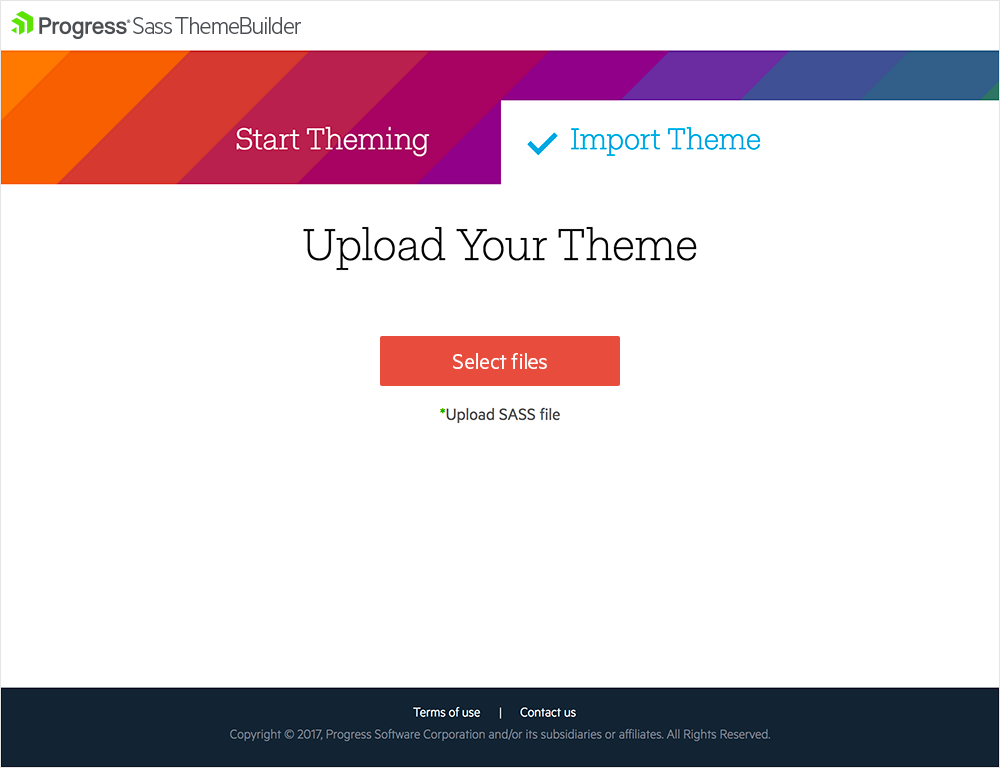 Progress® Sass ThemeBuilder
Start Theming
Import Theme
Upload Your Theme
Select files
*Upload SASS file
Terms of use | Contact us
Copyright © 2017, Progress Software Corporation and/or its subsidiaries or affiliates. All Rights Reserved.